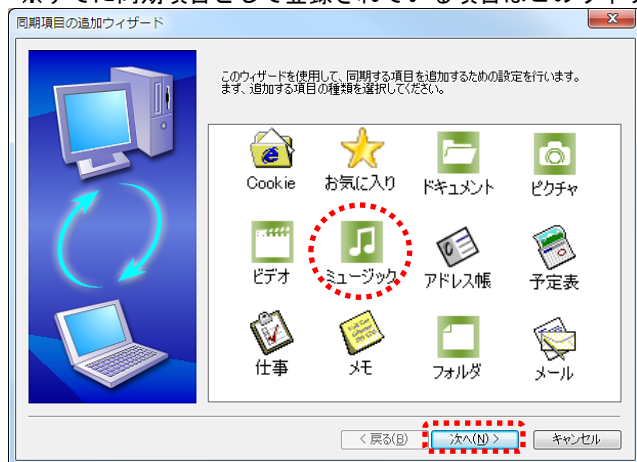 同期項目の追加ウィザード
このウィザードを使用して、同期する項目を追加するための設定を行います。
まず、追加する項目の種類を選択してください。
Cookie お気に入り ドキュメント ピクチャ
ビデオ ミュージック アドレス帳 予定表
仕事 メモ フォルダ メール
< 戻る(B) 次へ(N) > キャンセル